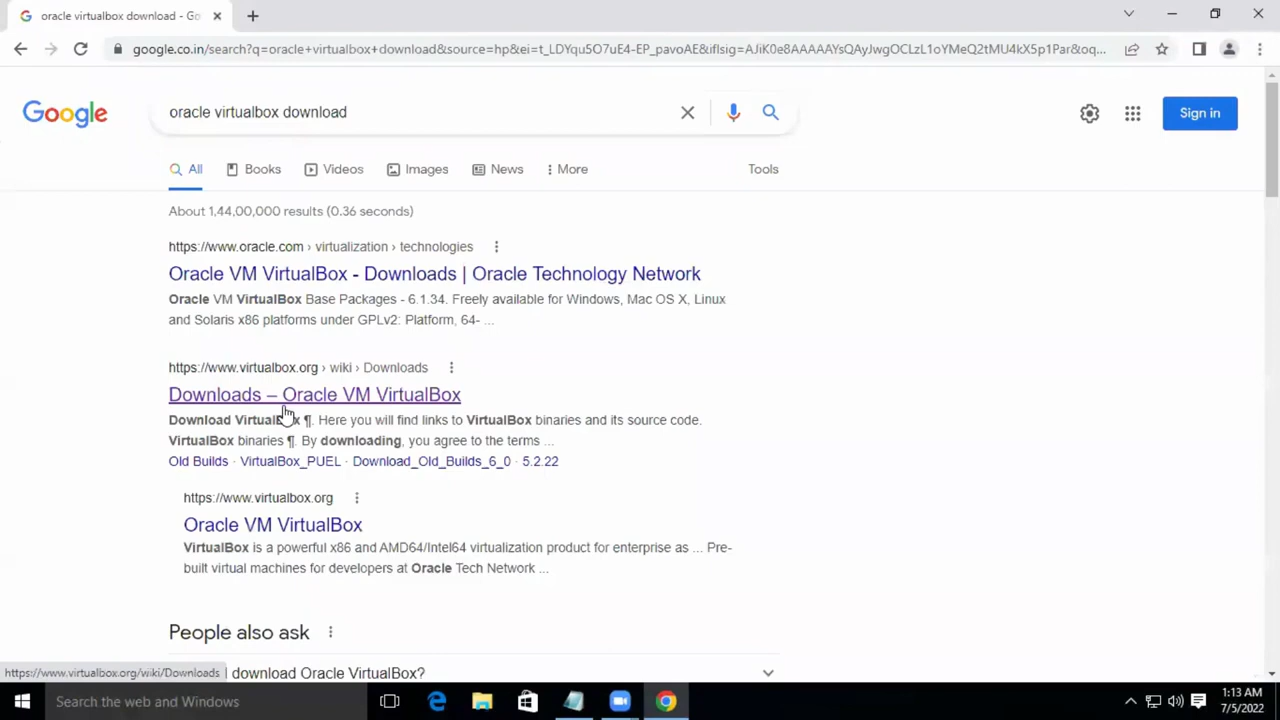 oracle virtualbox download - Go
google.co.in/search?q=oracle+virtualbox+download&source=hp&ei=t_LDYqu5O7uE4-EP_pavoAE&iflsig=AJiK0e8AAAAAYsQAyJwgOCLzL1oYMeQ2tMU4kX5p1Par&oq...
Google
oracle virtualbox download
Sign in
All
Books
Videos
Images
News
More
Tools
About 1,44,00,000 results (0.36 seconds)
https://www.oracle.com › virtualization › technologies
Oracle VM VirtualBox - Downloads | Oracle Technology Network
Oracle VM VirtualBox Base Packages - 6.1.34. Freely available for Windows, Mac OS X, Linux
and Solaris x86 platforms under GPLv2: Platform, 64- ...
https://www.virtualbox.org › wiki › Downloads
Downloads – Oracle VM VirtualBox
Download VirtualBox ¶. Here you will find links to VirtualBox binaries and its source code.
VirtualBox binaries ¶. By downloading, you agree to the terms ...
Old Builds · VirtualBox_PUEL · Download_Old_Builds_6_0 · 5.2.22
https://www.virtualbox.org
Oracle VM VirtualBox
VirtualBox is a powerful x86 and AMD64/Intel64 virtualization product for enterprise as ... Pre-
built virtual machines for developers at Oracle Tech Network ...
People also ask
download Oracle VirtualBox?
https://www.virtualbox.org/wiki/Downloads
Search the web and Windows
1:13 AM
7/5/2022